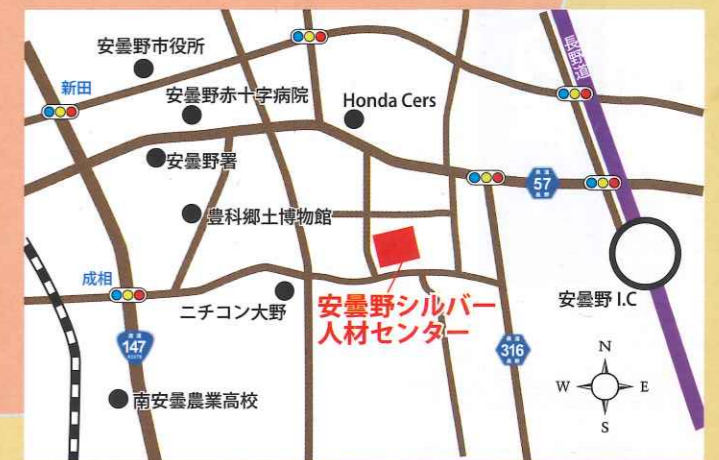 安曇野市役所
長野道
新田
安曇野赤十字病院
Honda Cers
安曇野署
57
豊科郷土博物館
成相
ニチコン大野
安曇野シルバー
人材センター
安曇野 I.C
147
316
N
W
E
S
南安曇農業高校